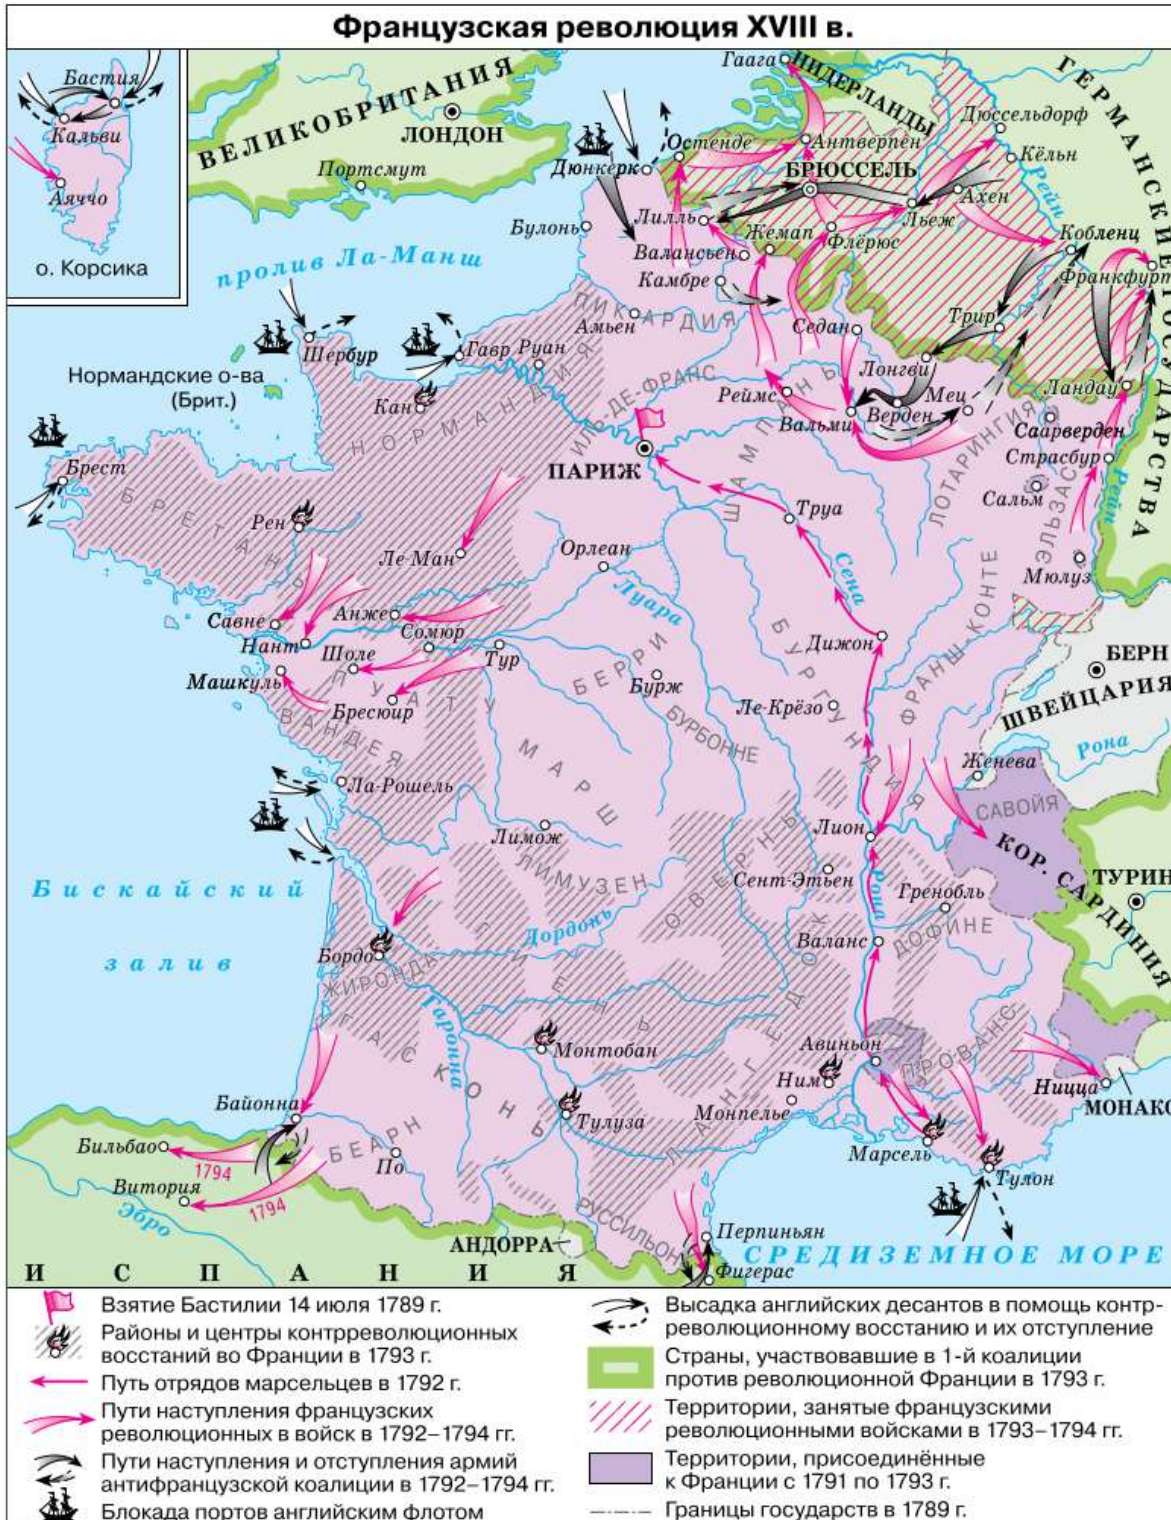 Французская революция XVIII в.
Бастия
Кальви
Аяччо
о. Корсика
ВЕЛИКОБРИТАНИЯ
ЛОНДОН
Портсмут
пролив Ла-Манш
Гаага
НИДЕРЛАНДЫ
ГЕРМАНСКИЕ ГОСУДАРСТВА
Дюссельдорф
Остенде
Антверпен
Кёльн
Дюнкерк
БРЮССЕЛЬ
Рейн
Ахен
Булонь
Лилль
Льеж
Жемап
Флёрюс
Кобленц
Валансьен
Франкфурт
Камбре
ПИКАРДИЯ
Амьен
Седан
Трир
Шербур
Гавр
Руан
Лонгви
Нормандские о-ва
(Брит.)
Кан
НОРМАНДИЯ
ИЛЬ-ДЕ-ФРАНС
Реймс
ШАМПАНЬ
Мец
Ландау
Вальми
Верден
ЛОТАРИНГИЯ
Саарверден
ПАРИЖ
Страсбур
Брест
Сальм
ЭЛЬЗАС
Рейн
БРЕТАНЬ
Рен
Ле-Ман
Орлеан
Труа
Мюлуз
Луара
Сена
Савне
Анже
Сомюр
Нант
Шоле
Тур
Дижон
ФРАНШ-КОНТЕ
БЕРН
Машкуль
ПУАТУ
БЕРРИ
Бурж
БУРГУНДИЯ
ШВЕЙЦАРИЯ
Бресюир
Ле-Крёзо
ВАНДЕЯ
БУРБОННЕ
Рона
МАРШ
Женева
Ла-Рошель
САВОЙЯ
Лимож
Лион
КОР. САРДИНИЯ
ЛИМУЗЕН
ОВЕРНЬ
Сент-Этьен
Рона
Гренобль
ТУРИН
Бискайский
залив
Дордонь
Бордо
Валанс
ДОФИНЕ
ЖИРОНДА
ГИЕНЬ
ГАСКОНЬ
Гаронна
Монтобан
ЛАНГЕДОК
Авиньон
ПРОВАНС
Ним
Ницца
Байонна
Тулуза
Монпелье
МОНАКО
БЕАРН
Бильбао
1794
По
Марсель
Витория
1794
Тулон
Эбро
РУССИЛЬОН
Перпиньян
АНДОРРА
СРЕДИЗЕМНОЕ МОРЕ
ИСПАНИЯ
Фигерас
Взятие Бастилии 14 июля 1789 г.
Районы и центры контрреволюционных
восстаний во Франции в 1793 г.
Путь отрядов марсельцев в 1792 г.
Пути наступления французских
революционных в войск в 1792–1794 гг.
Пути наступления и отступления армий
антифранцузской коалиции в 1792–1794 гг.
Блокада портов английским флотом
Высадка английских десантов в помощь контр-
революционному восстанию и их отступление
Страны, участвовавшие в 1-й коалиции
против революционной Франции в 1793 г.
Территории, занятые французскими
революционными войсками в 1793–1794 гг.
Территории, присоединённые
к Франции с 1791 по 1793 г.
Границы государств в 1789 г.